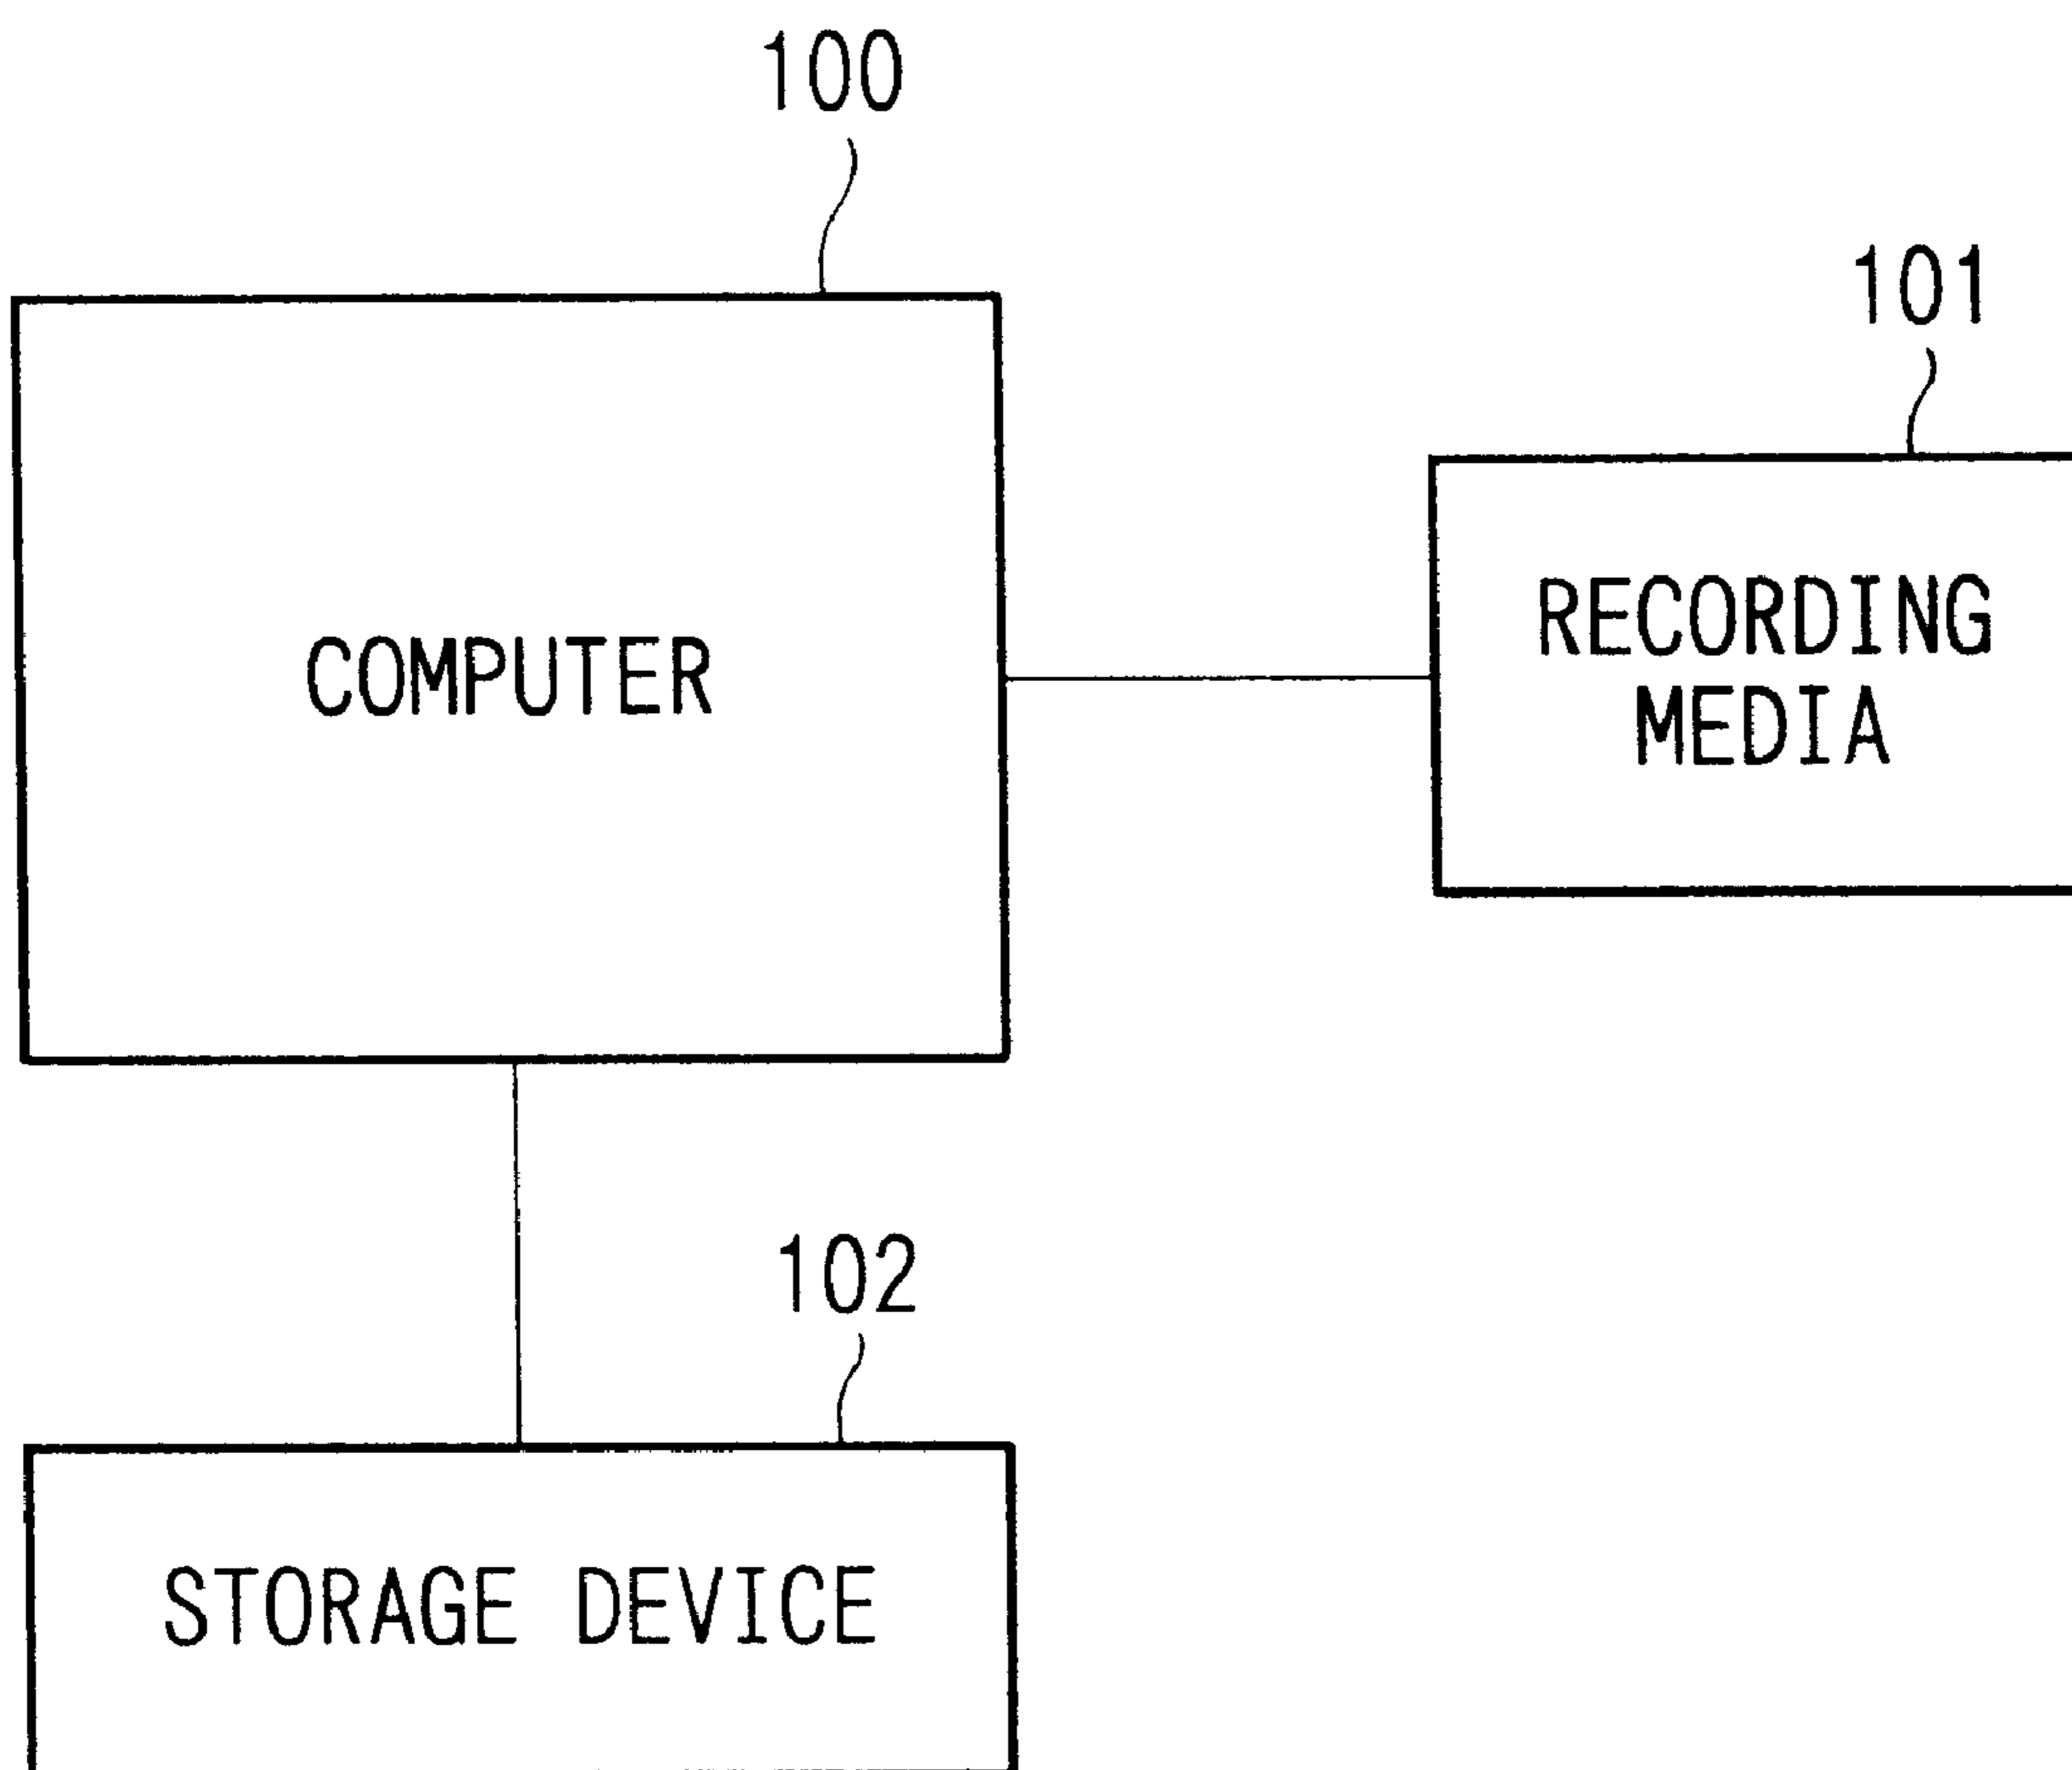 100
101
COMPUTER
RECORDING
MEDIA
102
STORAGE DEVICE